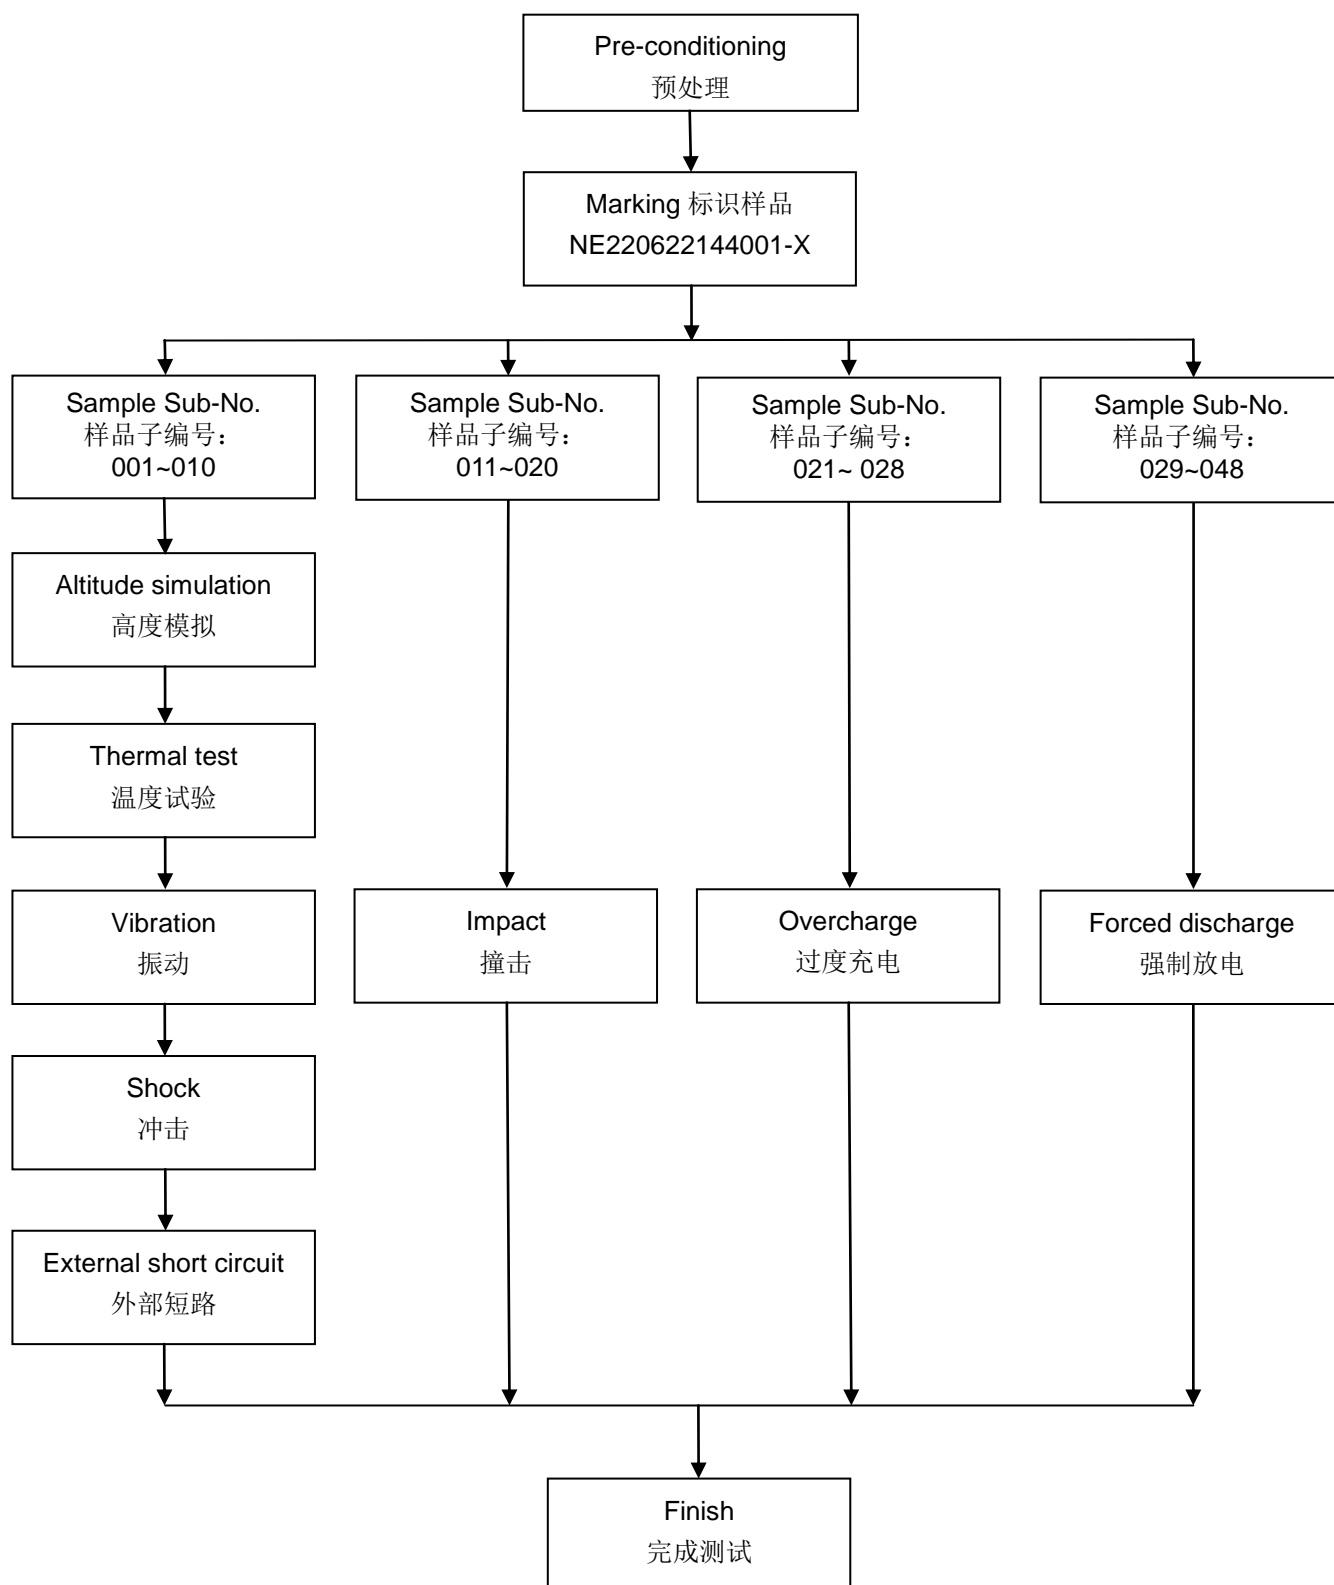 Pre-conditioning
预处理
Marking 标识样品
NE220622144001-X
Sample Sub-No.
样品子编号：
001~010
Sample Sub-No.
样品子编号：
011~020
Sample Sub-No.
样品子编号：
021~ 028
Sample Sub-No.
样品子编号：
029~048
Altitude simulation
高度模拟
Thermal test
温度试验
Vibration
振动
Impact
撞击
Overcharge
过度充电
Forced discharge
强制放电
Shock
冲击
External short circuit
外部短路
Finish
完成测试